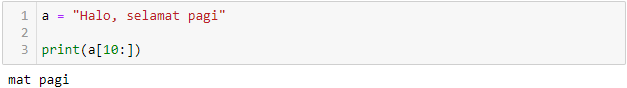 1 a = "Halo, selamat pagi"
2
3 print(a[10:])
mat pagi